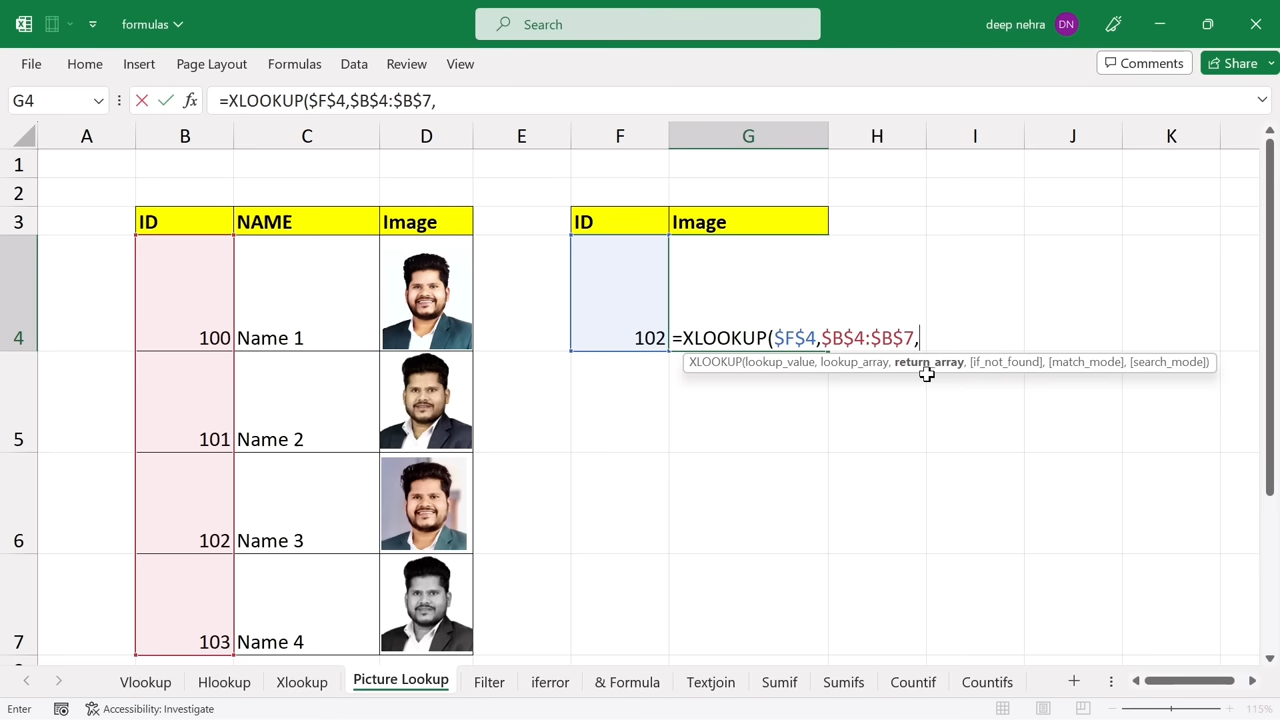 formulas
Search
deep nehra
DN
File
Home
Insert
Page Layout
Formulas
Data
Review
View
Comments
Share
G4
fx
=XLOOKUP($F$4,$B$4:$B$7,
A B C D E F G H I J K
1
2
3 ID NAME Image ID Image
4 100 Name 1 102 =XLOOKUP($F$4,$B$4:$B$7,
XLOOKUP(lookup_value, lookup_array, return_array, [if_not_found], [match_mode], [search_mode])
5 101 Name 2
6 102 Name 3
7 103 Name 4
Vlookup Hlookup Xlookup Picture Lookup Filter iferror & Formula Textjoin Sumif Sumifs Countif Countifs
Enter
Accessibility: Investigate
115%